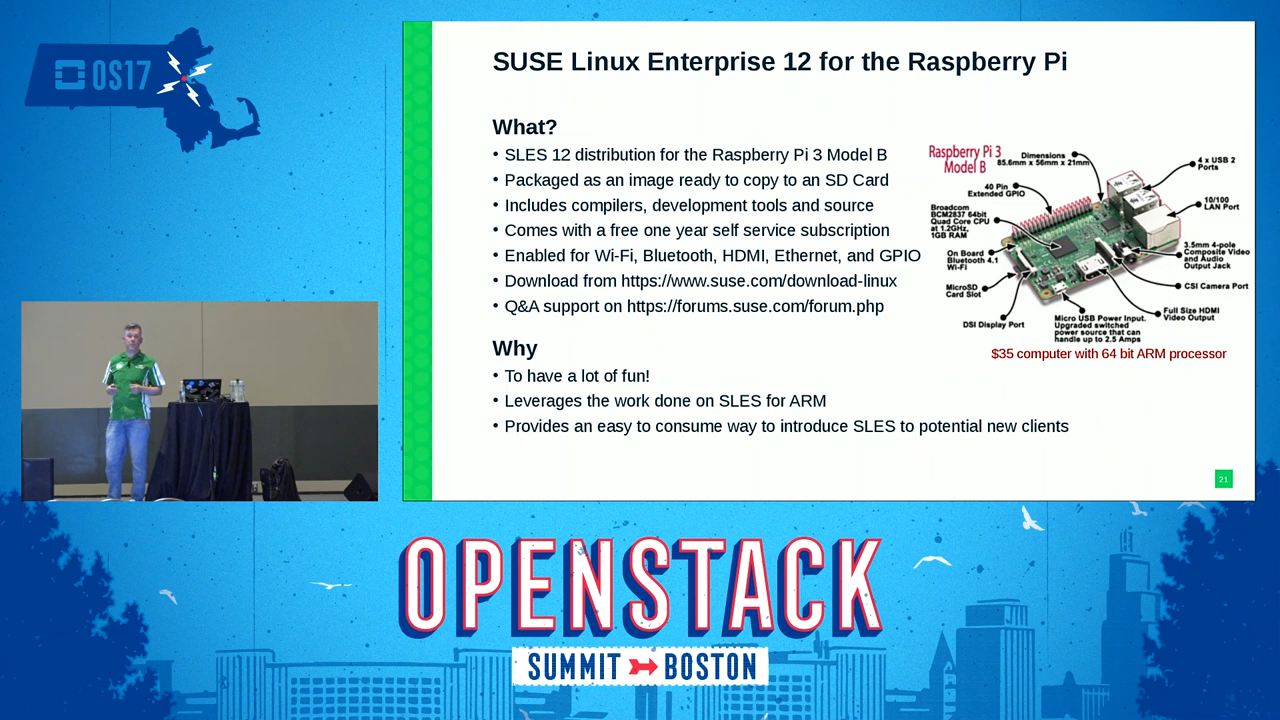 OS17
SUSE Linux Enterprise 12 for the Raspberry Pi
What?
• SLES 12 distribution for the Raspberry Pi 3 Model B
• Packaged as an image ready to copy to an SD Card
• Includes compilers, development tools and source
• Comes with a free one year self service subscription
• Enabled for Wi-Fi, Bluetooth, HDMI, Ethernet, and GPIO
• Download from https://www.suse.com/download-linux
• Q&A support on https://forums.suse.com/forum.php
Why
• To have a lot of fun!
• Leverages the work done on SLES for ARM
• Provides an easy to consume way to introduce SLES to potential new clients
Raspberry Pi 3
Model B
Dimensions
85.6mm x 56mm x 21mm
4 x USB 2
Ports
40 Pin
Extended GPIO
10/100
LAN Port
Broadcom
BCM2837 64bit
Quad Core CPU
at 1.2GHz,
1GB RAM
3.5mm 4-pole
Composite Video
and Audio
Output Jack
On Board
Bluetooth 4.1
Wi-Fi
CSI Camera Port
MicroSD
Card Slot
Full Size HDMI
Video Output
DSI Display Port
Micro USB Power Input.
Upgraded switched
power source that can
handle up to 2.5 Amps
$35 computer with 64 bit ARM processor
21
OPENSTACK
SUMMIT BOSTON